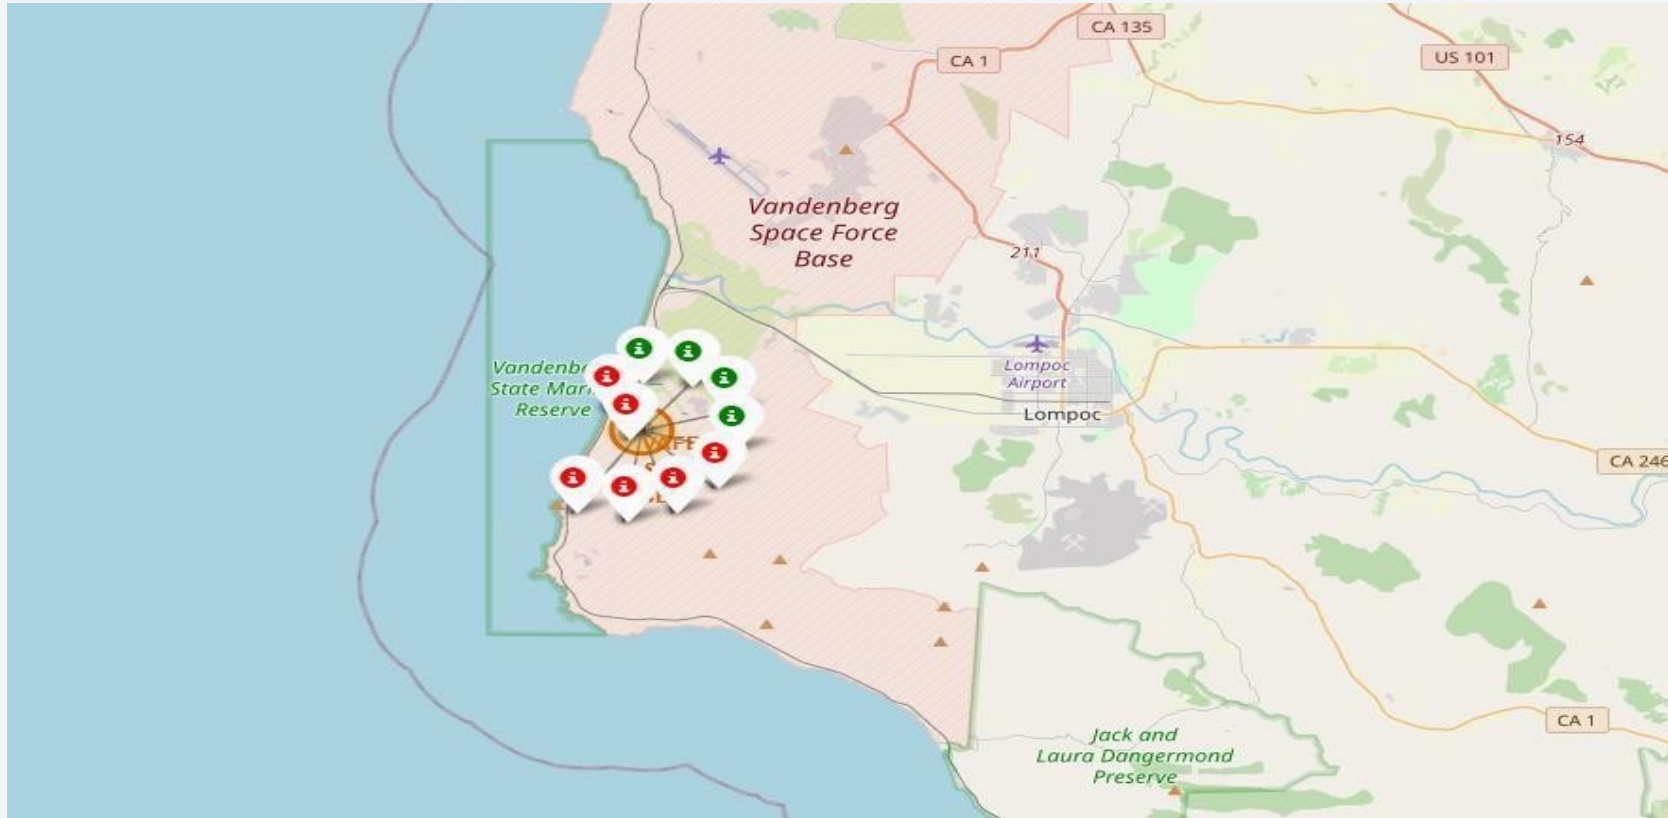 CA 135
CA 1
US 101
154
Vandenberg
Space Force
Base
211
Lompoc
Airport
Lompoc
State
Reserve
CA 246
CA 1
Jack and
Laura Dangermond
Preserve